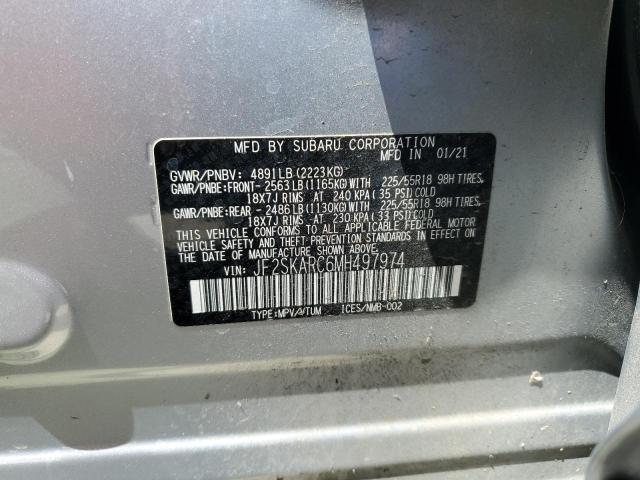 MFD BY SUBARU CORPORATION
MFD IN 01/21
GVWR/PNBV: 4891LB(2223KG)
GAWR/PNBE:FRONT- 2563LB(1165KG) WITH/AVEC 225/55R18 98H TIRES,
18X7J RIMS AT 240 KPA(35 PSI)COLD
GAWR/PNBE:REAR - 2486LB(1130KG) WITH/AVEC 225/55R18 98H TIRES,
18X7J RIMS AT 230 KPA(33 PSI)COLD
THIS VEHICLE CONFORMS TO ALL APPLICABLE FEDERAL MOTOR
VEHICLE SAFETY AND THEFT PREVENTION STANDARDS IN EFFECT ON
THE DATE OF MANUFACTURE SHOWN ABOVE.
VIN: JF2SKARC6MH497974
TYPE:MPV/VTUM ICES/NMB-002